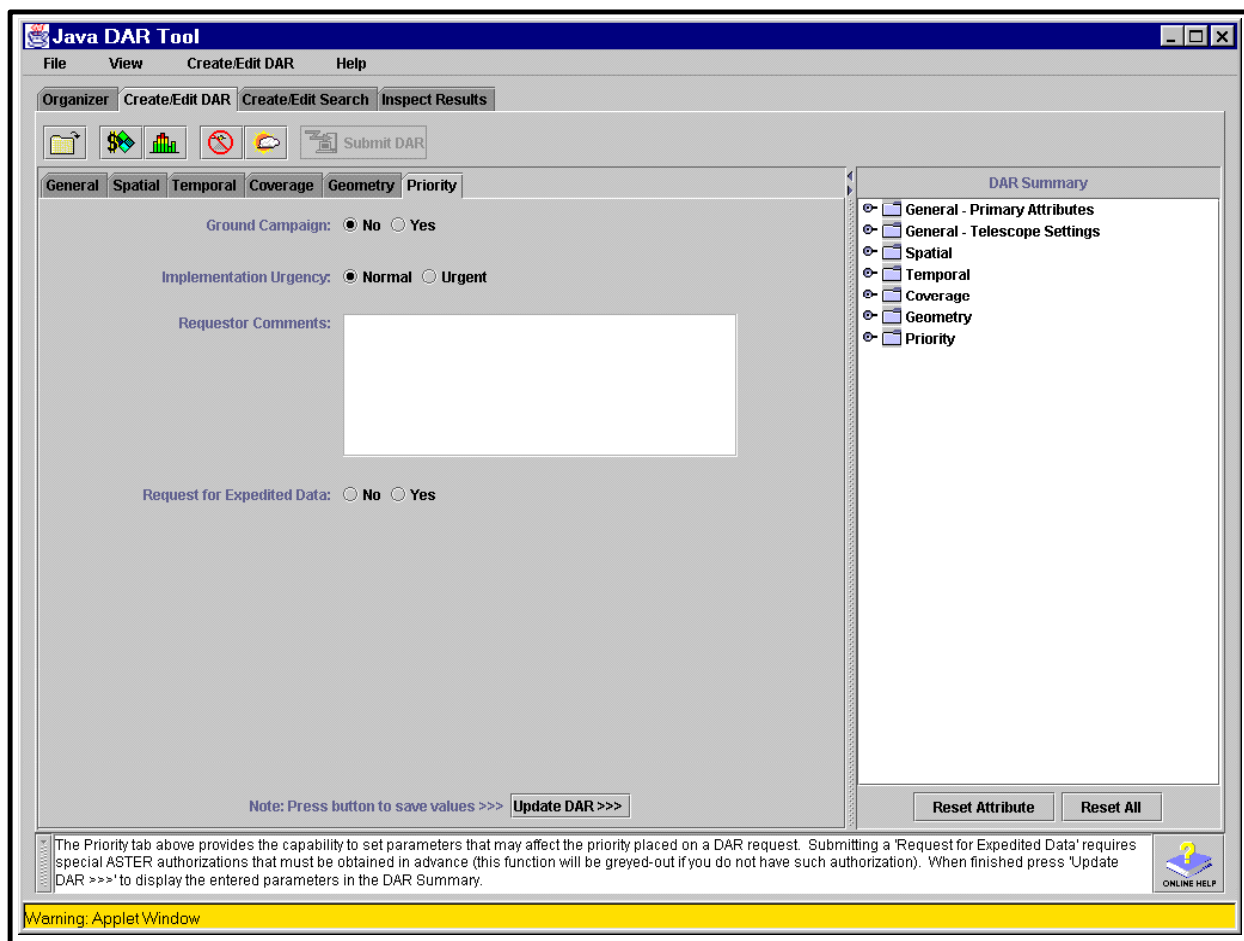 Java DAR Tool
File View Create/Edit DAR Help
Organizer Create/Edit DAR Create/Edit Search Inspect Results
Submit DAR
General Spatial Temporal Coverage Geometry Priority
DAR Summary
Ground Campaign: No Yes
Implementation Urgency: Normal Urgent
Requestor Comments:
Request for Expedited Data: No Yes
General - Primary Attributes
General - Telescope Settings
Spatial
Temporal
Coverage
Geometry
Priority
Note: Press button to save values >>> Update DAR >>>
Reset Attribute Reset All
The Priority tab above provides the capability to set parameters that may affect the priority placed on a DAR request. Submitting a 'Request for Expedited Data' requires
special ASTER authorizations that must be obtained in advance (this function will be greyed-out if you do not have such authorization). When finished press 'Update
DAR >>>' to display the entered parameters in the DAR Summary.
ONLINE HELP
Warning: Applet Window